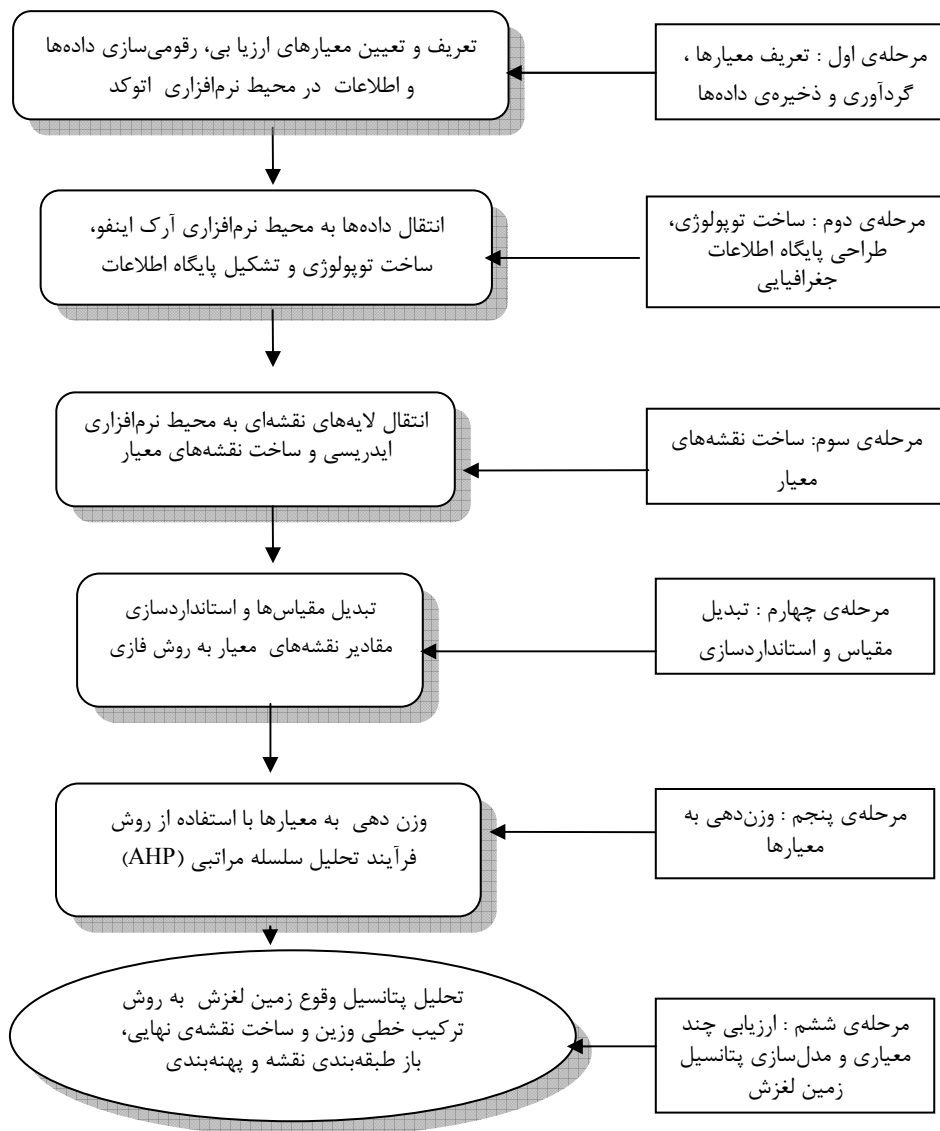 مرحله‌ی اول : تعریف معیارها ،
گردآوری و ذخیره‌ی داده‌ها
تعریف و تعیین معیارهای ارزیا بی، رقومی‌سازی داده‌ها
و اطلاعات در محیط نرم‌افزاری اتوکد
مرحله‌ی دوم : ساخت توپولوژی،
طراحی پایگاه اطلاعات
جغرافیایی
انتقال داده‌ها به محیط نرم‌افزاری آرک اینفو،
ساخت توپولوژی و تشکیل پایگاه اطلاعات
مرحله‌ی سوم: ساخت نقشه‌های
معیار
انتقال لایه‌های نقشه‌ای به محیط نرم‌افزاری
ایدریسی و ساخت نقشه‌های معیار
مرحله‌ی چهارم : تبدیل
مقیاس و استانداردسازی
تبدیل مقیاس‌ها و استانداردسازی
مقادیر نقشه‌های معیار به روش فازی
مرحله‌ی پنجم : وزن‌دهی به
معیارها
وزن دهی به معیارها با استفاده از روش
فرآیند تحلیل سلسله مراتبی (AHP)
مرحله‌ی ششم : ارزیابی چند
معیاری و مدل‌سازی پتانسیل
زمین لغزش
تحلیل پتانسیل وقوع زمین لغزش به روش
ترکیب خطی وزین و ساخت نقشه‌ی نهایی،
باز طبقه‌بندی نقشه و پهنه‌بندی